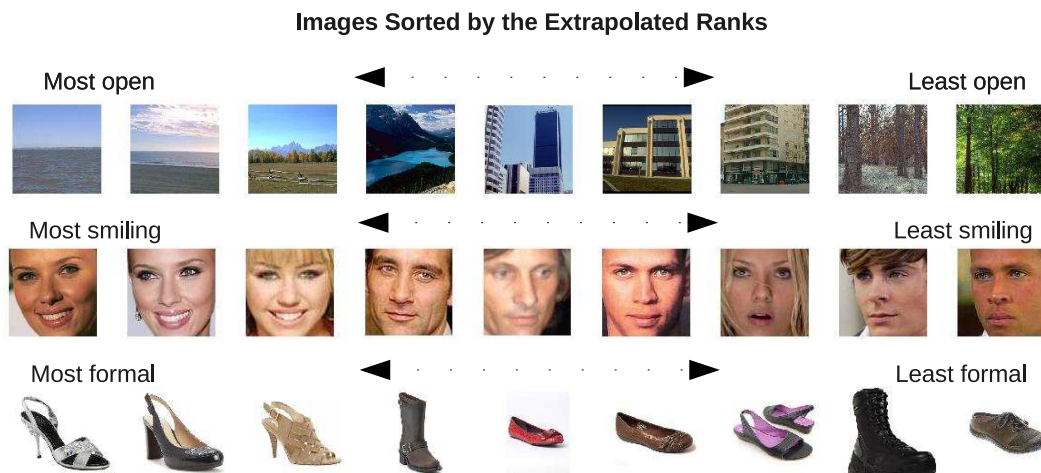 Images Sorted by the Extrapolated Ranks
Most open Least open
Most smiling Least smiling
Most formal Least formal